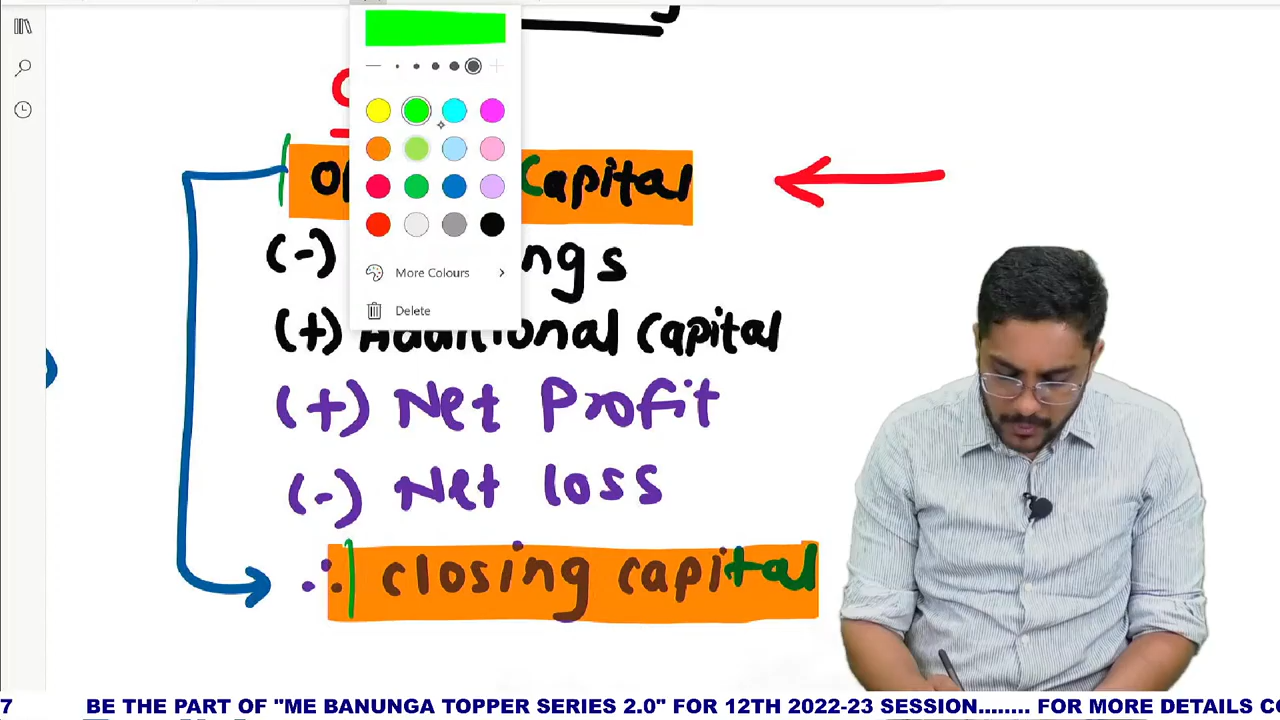 capital
(-)
(+) Additional capital
(+) Net Profit
(-) Net loss
∴ closing capital
More Colours
Delete
7 BE THE PART OF "ME BANUNGA TOPPER SERIES 2.0" FOR 12TH 2022-23 SESSION........ FOR MORE DETAILS